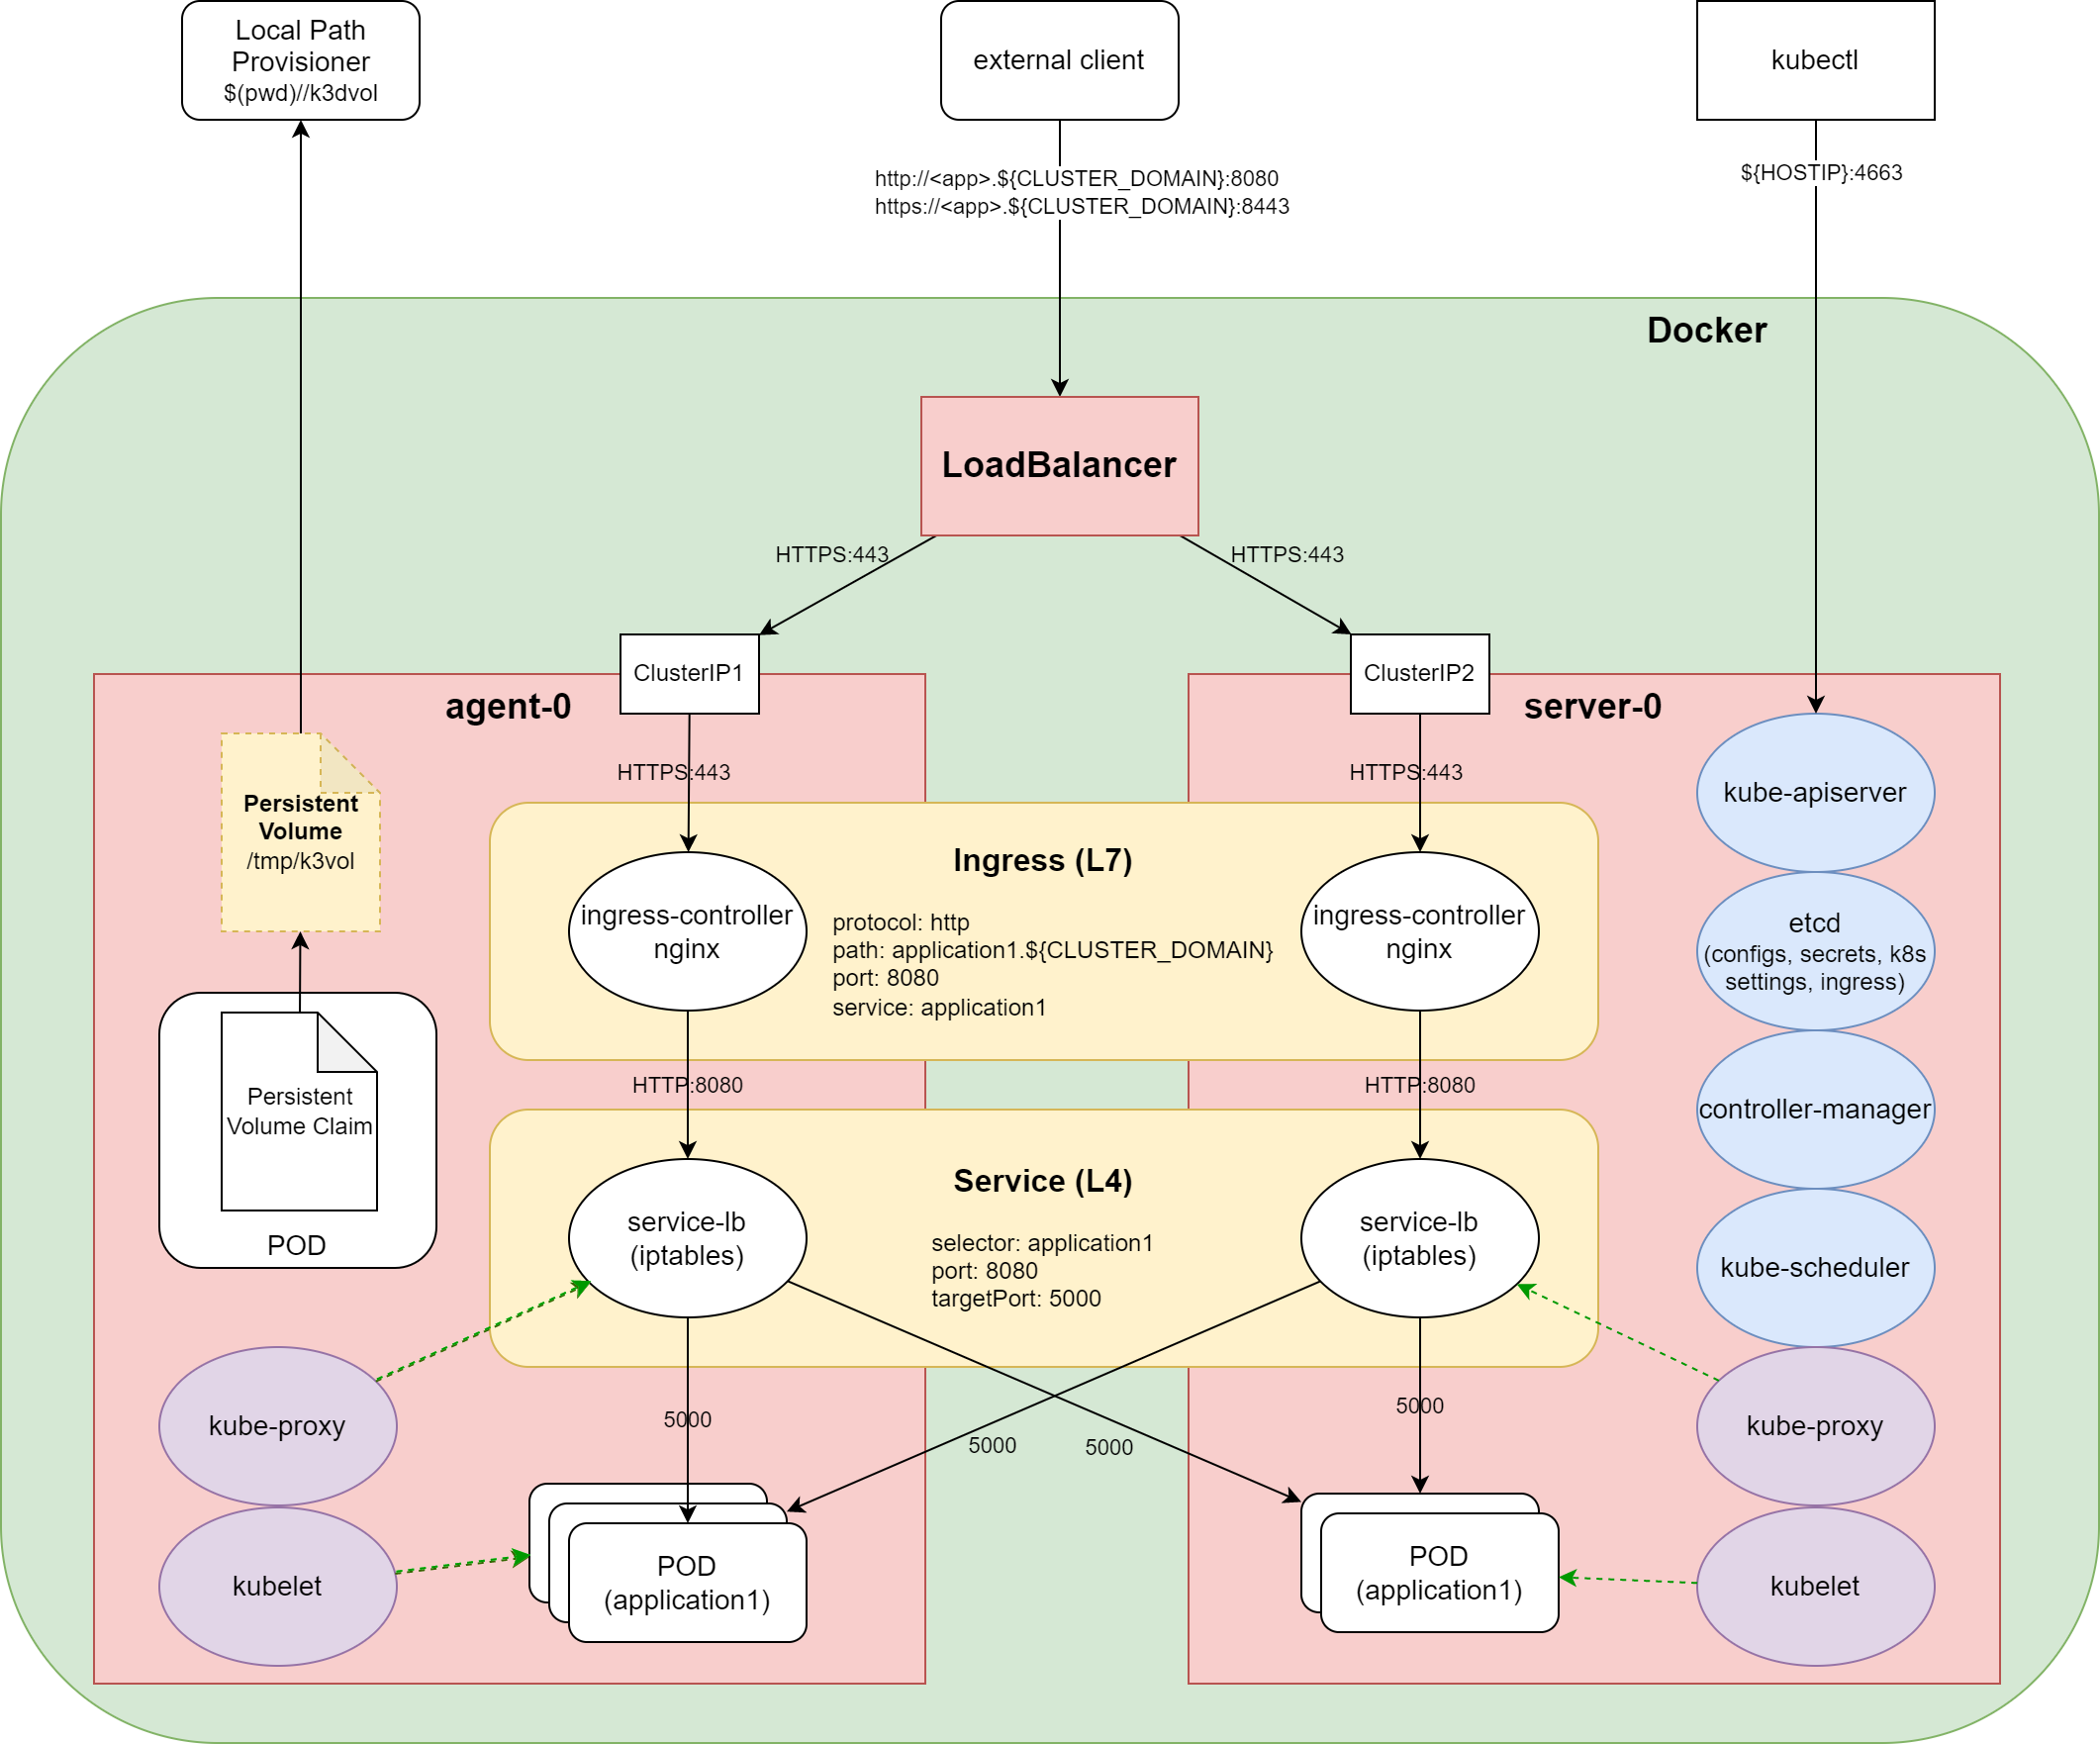 Local Path
Provisioner
$(pwd)//k3dvol
external client
kubectl
http://<app>.${CLUSTER_DOMAIN}:8080
https://<app>.${CLUSTER_DOMAIN}:8443
${HOSTIP}:4663
Docker
LoadBalancer
HTTPS:443
HTTPS:443
ClusterIP1
ClusterIP2
agent-0
server-0
HTTPS:443
HTTPS:443
kube-apiserver
Persistent
Volume
/tmp/k3vol
Ingress (L7)
ingress-controller
nginx
protocol: http
path: application1.${CLUSTER_DOMAIN}
port: 8080
service: application1
ingress-controller
nginx
etcd
(configs, secrets, k8s
settings, ingress)
Persistent
Volume Claim
POD
HTTP:8080
HTTP:8080
controller-manager
Service (L4)
service-lb
(iptables)
selector: application1
port: 8080
targetPort: 5000
service-lb
(iptables)
kube-scheduler
kube-proxy
5000
5000
5000
5000
kube-proxy
kubelet
POD
(application1)
POD
(application1)
kubelet